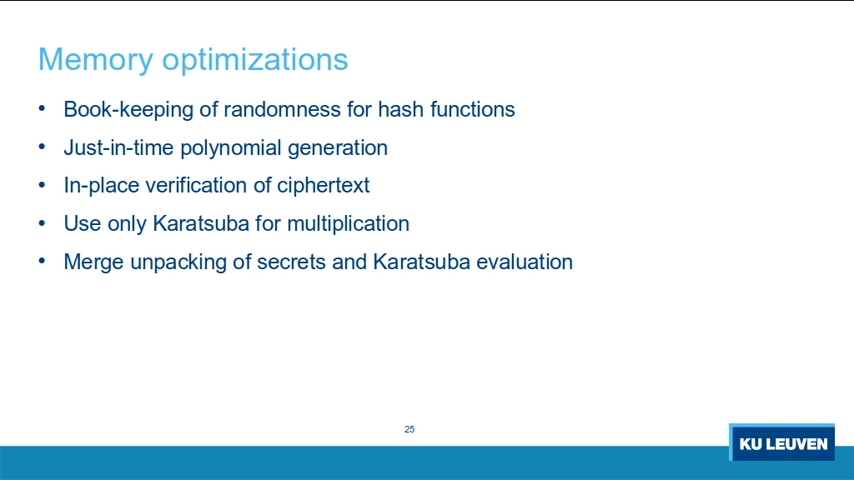 Memory optimizations
• Book-keeping of randomness for hash functions
• Just-in-time polynomial generation
• In-place verification of ciphertext
• Use only Karatsuba for multiplication
• Merge unpacking of secrets and Karatsuba evaluation
25
KU LEUVEN